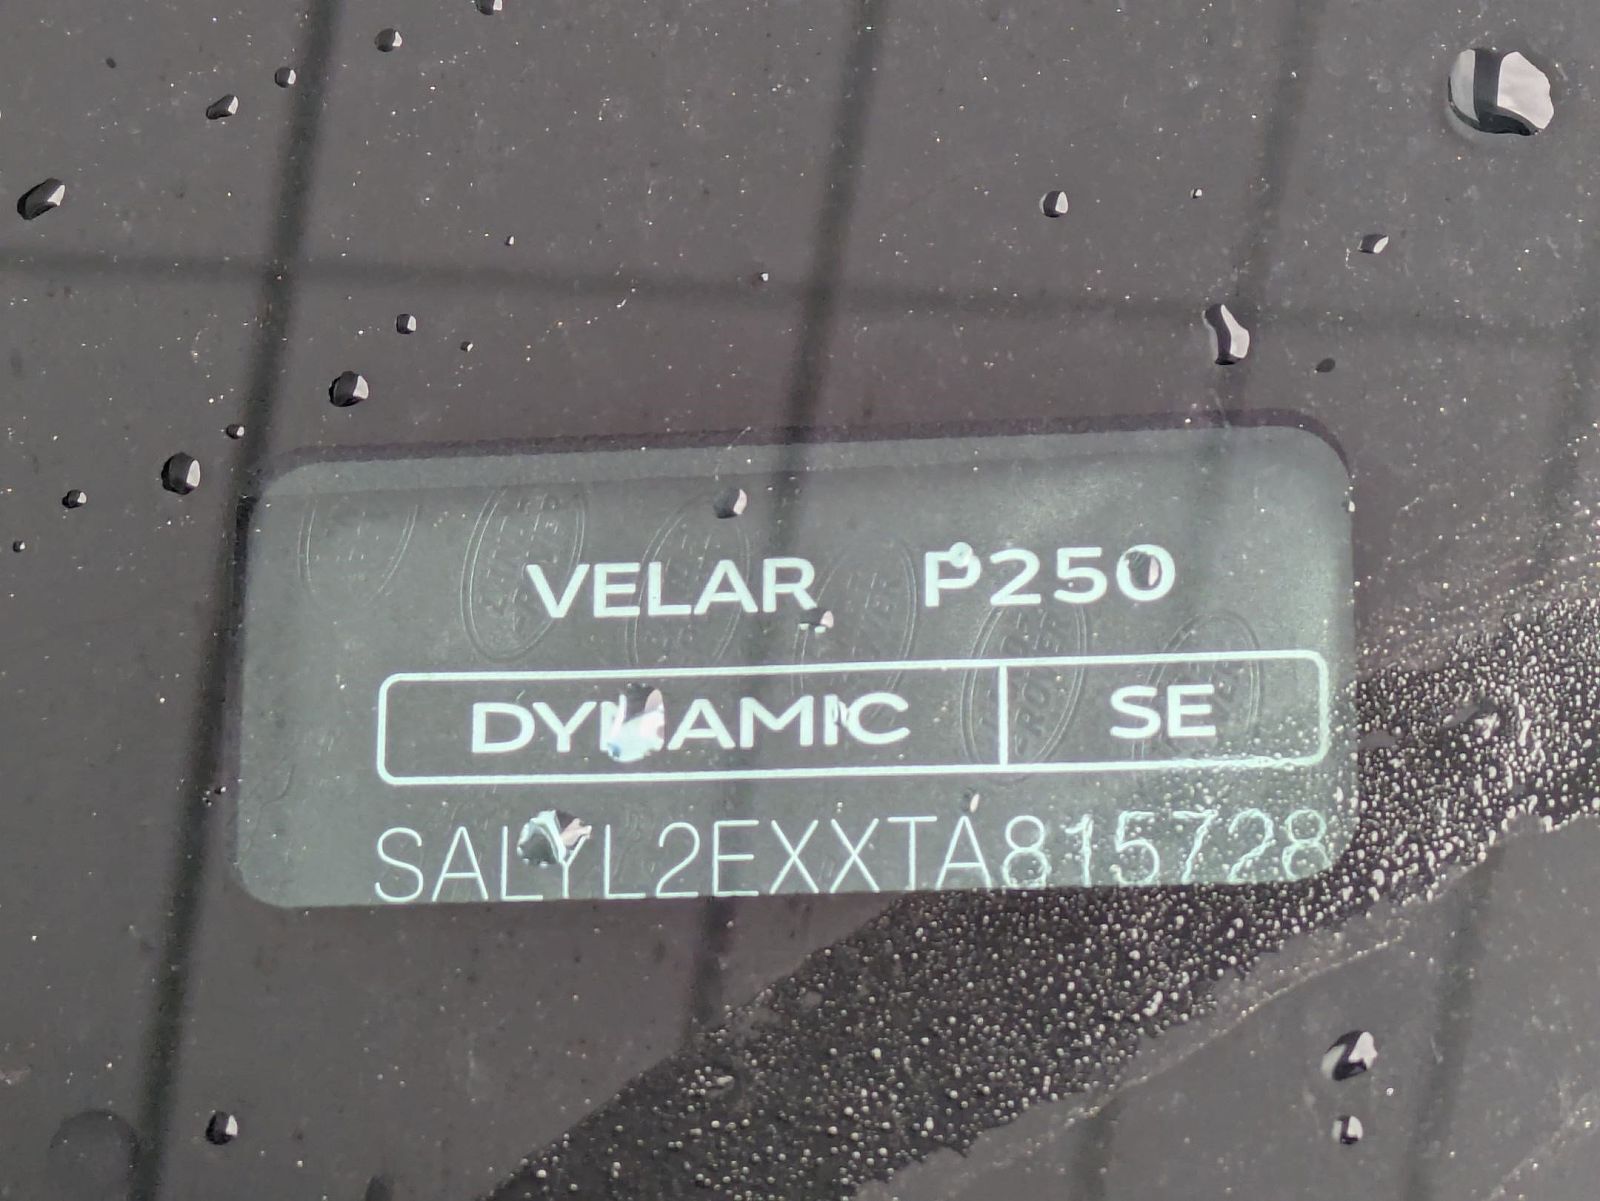 VELAR P250
DYNAMIC SE
SALYL2EXXTA815728